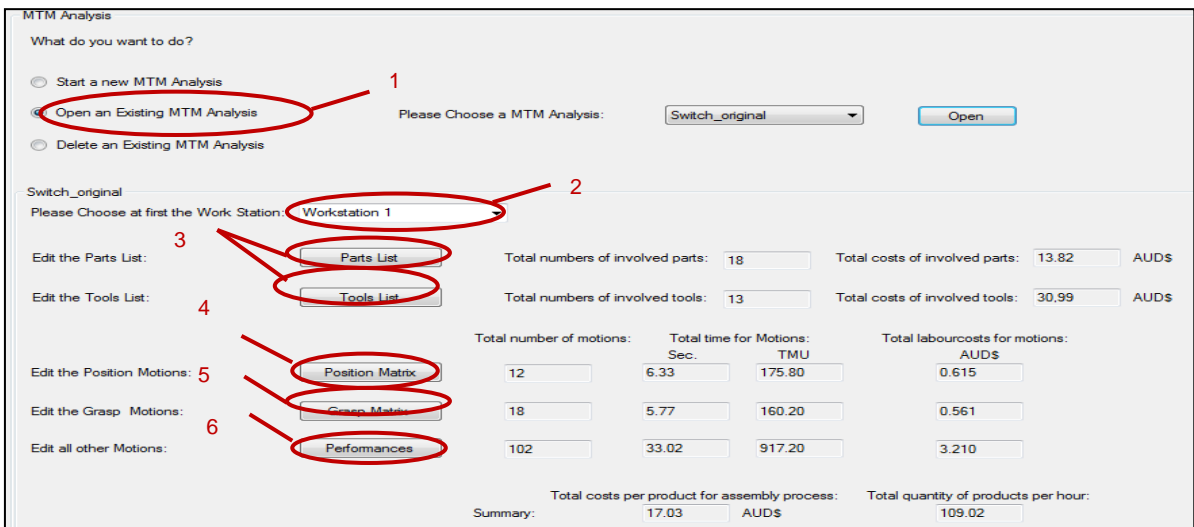 MTM Analysis
What do you want to do?
Start a new MTM Analysis
1
Open an Existing MTM Analysis Please Choose a MTM Analysis: Switch_original Open
Delete an Existing MTM Analysis
Switch_original
2
Please Choose at first the Work Station: Workstation 1
3
Edit the Parts List: Parts List Total numbers of involved parts: 18 Total costs of involved parts: 13.82 AUD$
Edit the Tools List: Tools List Total numbers of involved tools: 13 Total costs of involved tools: 30,99 AUD$
4
Total number of motions: Total time for Motions: Total labourcosts for motions:
Sec. TMU AUD$
Edit the Position Motions: Position Matrix 12 6.33 175.80 0.615
5
Edit the Grasp Motions: Grasp Matrix 18 5.77 160.20 0.561
6
Edit all other Motions: Performances 102 33.02 917.20 3.210
Total costs per product for assembly process: Total quantity of products per hour:
Summary: 17.03 AUD$ 109.02